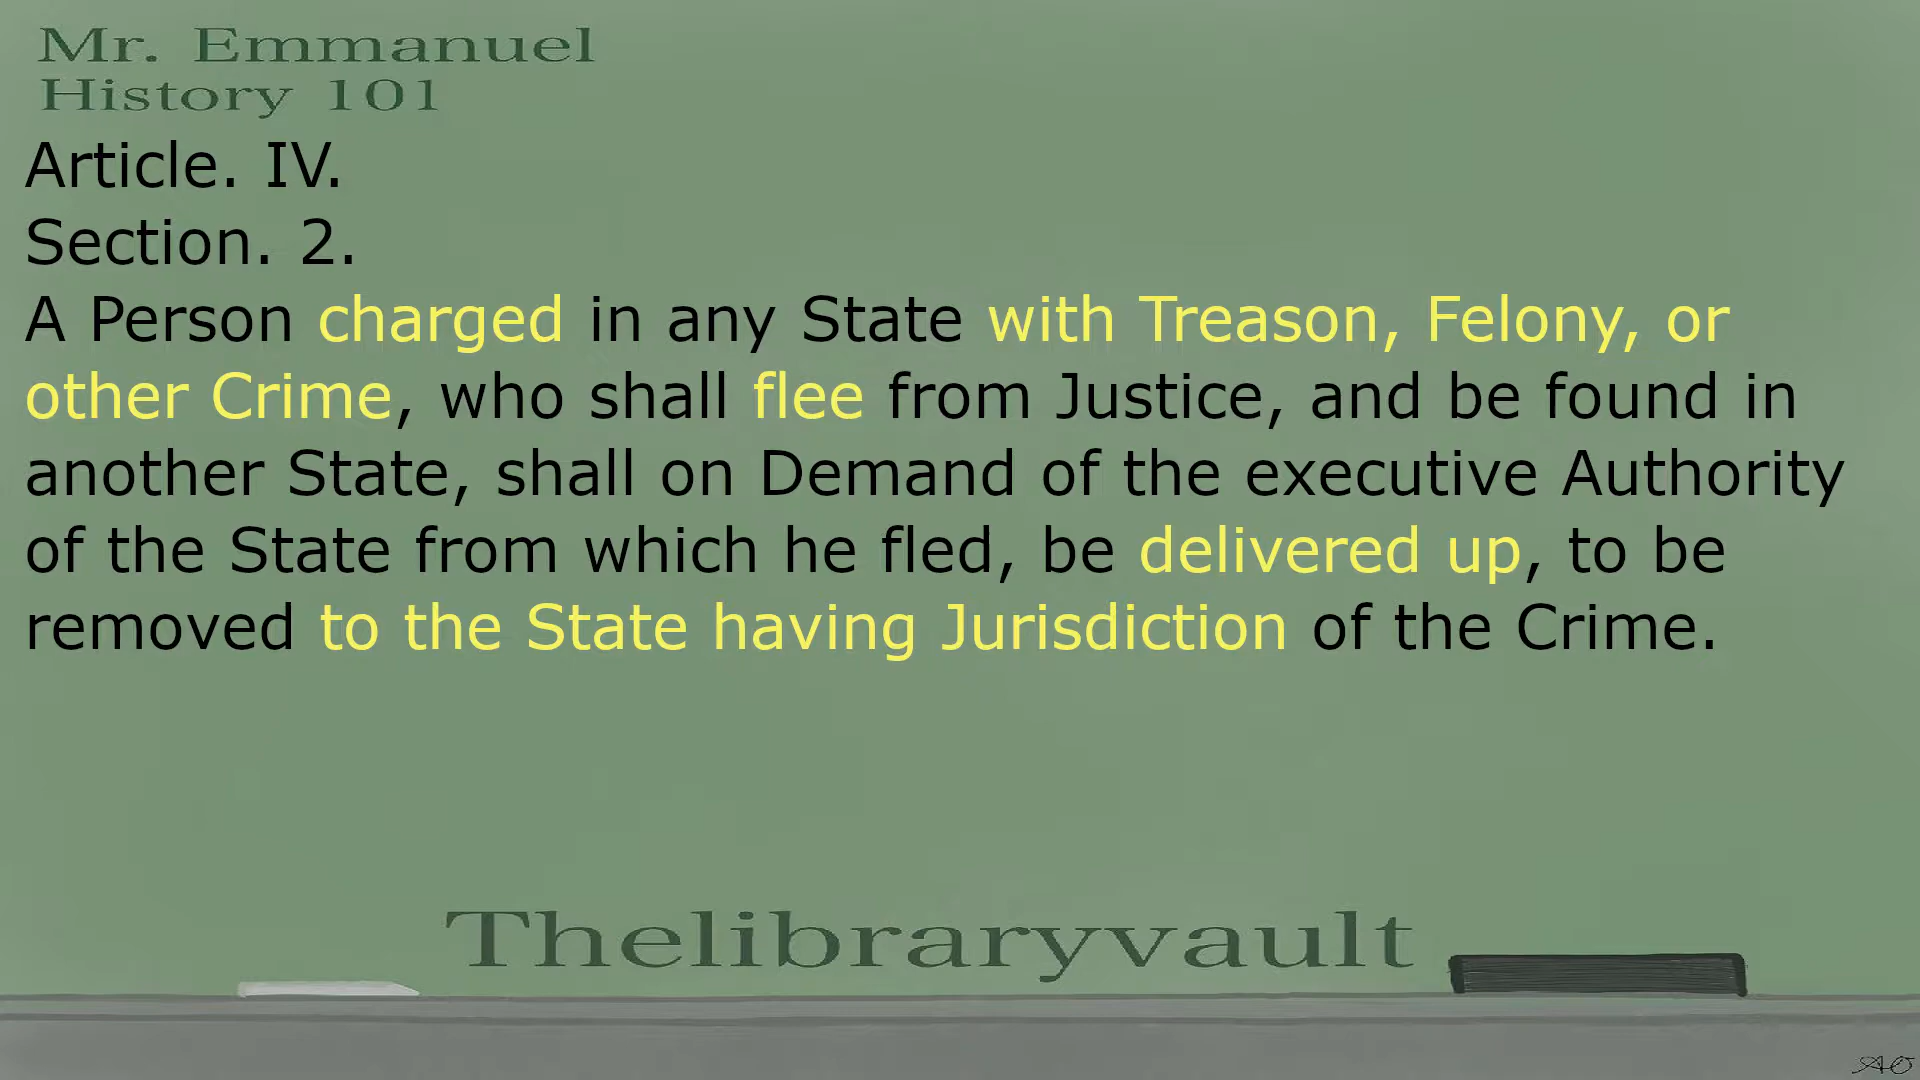 Mr. Emmanuel
History 101
Article. IV.
Section. 2.
A Person charged in any State with Treason, Felony, or
other Crime, who shall flee from Justice, and be found in
another State, shall on Demand of the executive Authority
of the State from which he fled, be delivered up, to be
removed to the State having Jurisdiction of the Crime.
Thelibraryvault